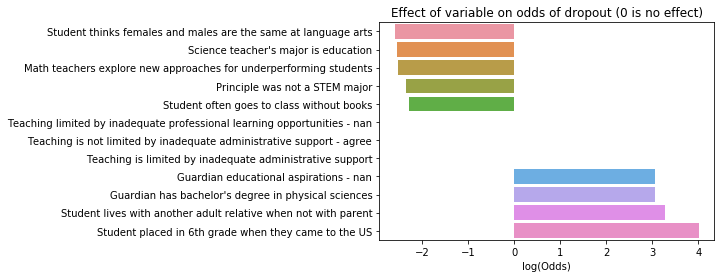 Effect of variable on odds of dropout (0 is no effect)
Student thinks females and males are the same at language arts
Science teacher's major is education
Math teachers explore new approaches for underperforming students
Principle was not a STEM major
Student often goes to class without books
Teaching limited by inadequate professional learning opportunities - nan
Teaching is not limited by inadequate administrative support - agree
Teaching is limited by inadequate administrative support
Guardian educational aspirations - nan
Guardian has bachelor's degree in physical sciences
Student lives with another adult relative when not with parent
Student placed in 6th grade when they came to the US
−2 −1 0 1 2 3 4
log(Odds)